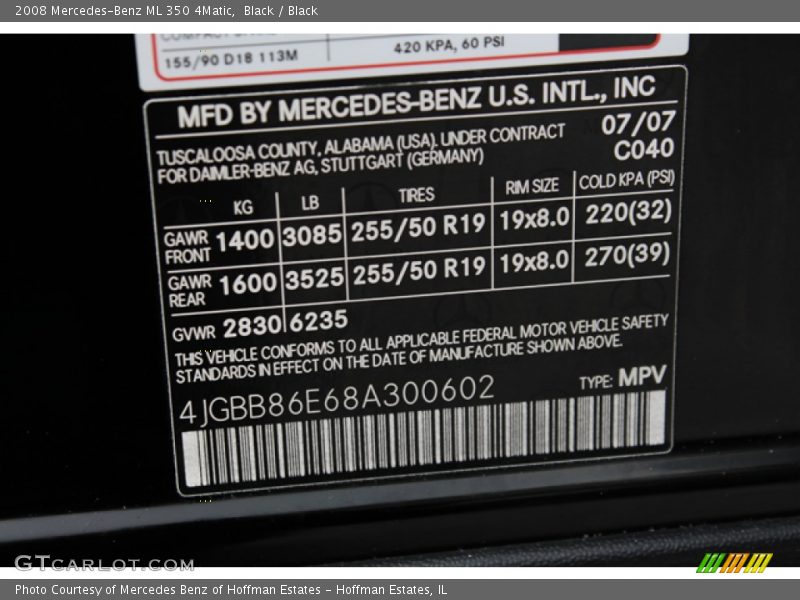 2008 Mercedes-Benz ML 350 4Matic, Black / Black
155/90 D18 113M 420 KPA, 60 PSI
MFD BY MERCEDES-BENZ U.S. INTL., INC
TUSCALOOSA COUNTY, ALABAMA (USA). UNDER CONTRACT 07/07
FOR DAIMLER-BENZ AG, STUTTGART (GERMANY) C040
KG LB TIRES RIM SIZE COLD KPA (PSI)
GAWR FRONT 1400 3085 255/50 R19 19x8.0 220(32)
GAWR REAR 1600 3525 255/50 R19 19x8.0 270(39)
GVWR 2830 6235
THIS VEHICLE CONFORMS TO ALL APPLICABLE FEDERAL MOTOR VEHICLE SAFETY
STANDARDS IN EFFECT ON THE DATE OF MANUFACTURE SHOWN ABOVE.
4JGBB86E68A300602 TYPE: MPV
GTCARLOT.COM
Photo Courtesy of Mercedes Benz of Hoffman Estates - Hoffman Estates, IL